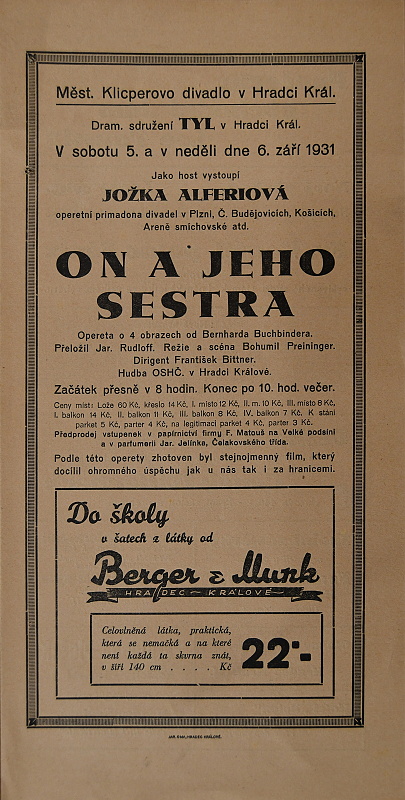 Měst. Klicperovo divadlo v Hradci Král.
Dram. sdružení TYL v Hradci Král.
V sobotu 5. a v neděli dne 6. září 1931
Jako host vystoupí
JOŽKA ALFERIOVÁ
operetní primadona divadel v Plzni, Č. Budějovicích, Košicích,
Areně smíchovské atd.
ON A JEHO
SESTRA
Opereta o 4 obrazech od Bernharda Buchbindera.
Přeložil Jar. Rudloff. Režie a scéna Bohumil Preininger.
Dirigent František Bittner.
Hudba OSHČ. v Hradci Králové.
Začátek přesně v 8 hodin. Konec po 10. hod. večer.
Ceny míst: Lože 60 Kč, křeslo 14 Kč, I. místo 12 Kč, II. m. 10 Kč, III. místo 8 Kč,
I. balkon 14 Kč, II. balkon 11 Kč, III. balkon 8 Kč, IV. balkon 7 Kč, K stání
parket 5 Kč, parter 4 Kč, na legitimaci parket 4 Kč, parter 3 Kč.
Předprodej vstupenek v papírnictví firmy F. Matouš na Velké podsíni
a v parfumerii Jar. Jelínka, Čelakovského třída.
Podle této operety zhotoven byl stejnojmenný film, který
docílil ohromného úspěchu jak u nás tak i za hranicemi.
Do školy
v šatech z látky od
Berger & Munk
HRADEC KRÁLOVÉ
Celovlněná látka, praktická,
která se nemačká a na které
není každá ta skvrna znát,
v šíři 140 cm . . . . Kč
22·-